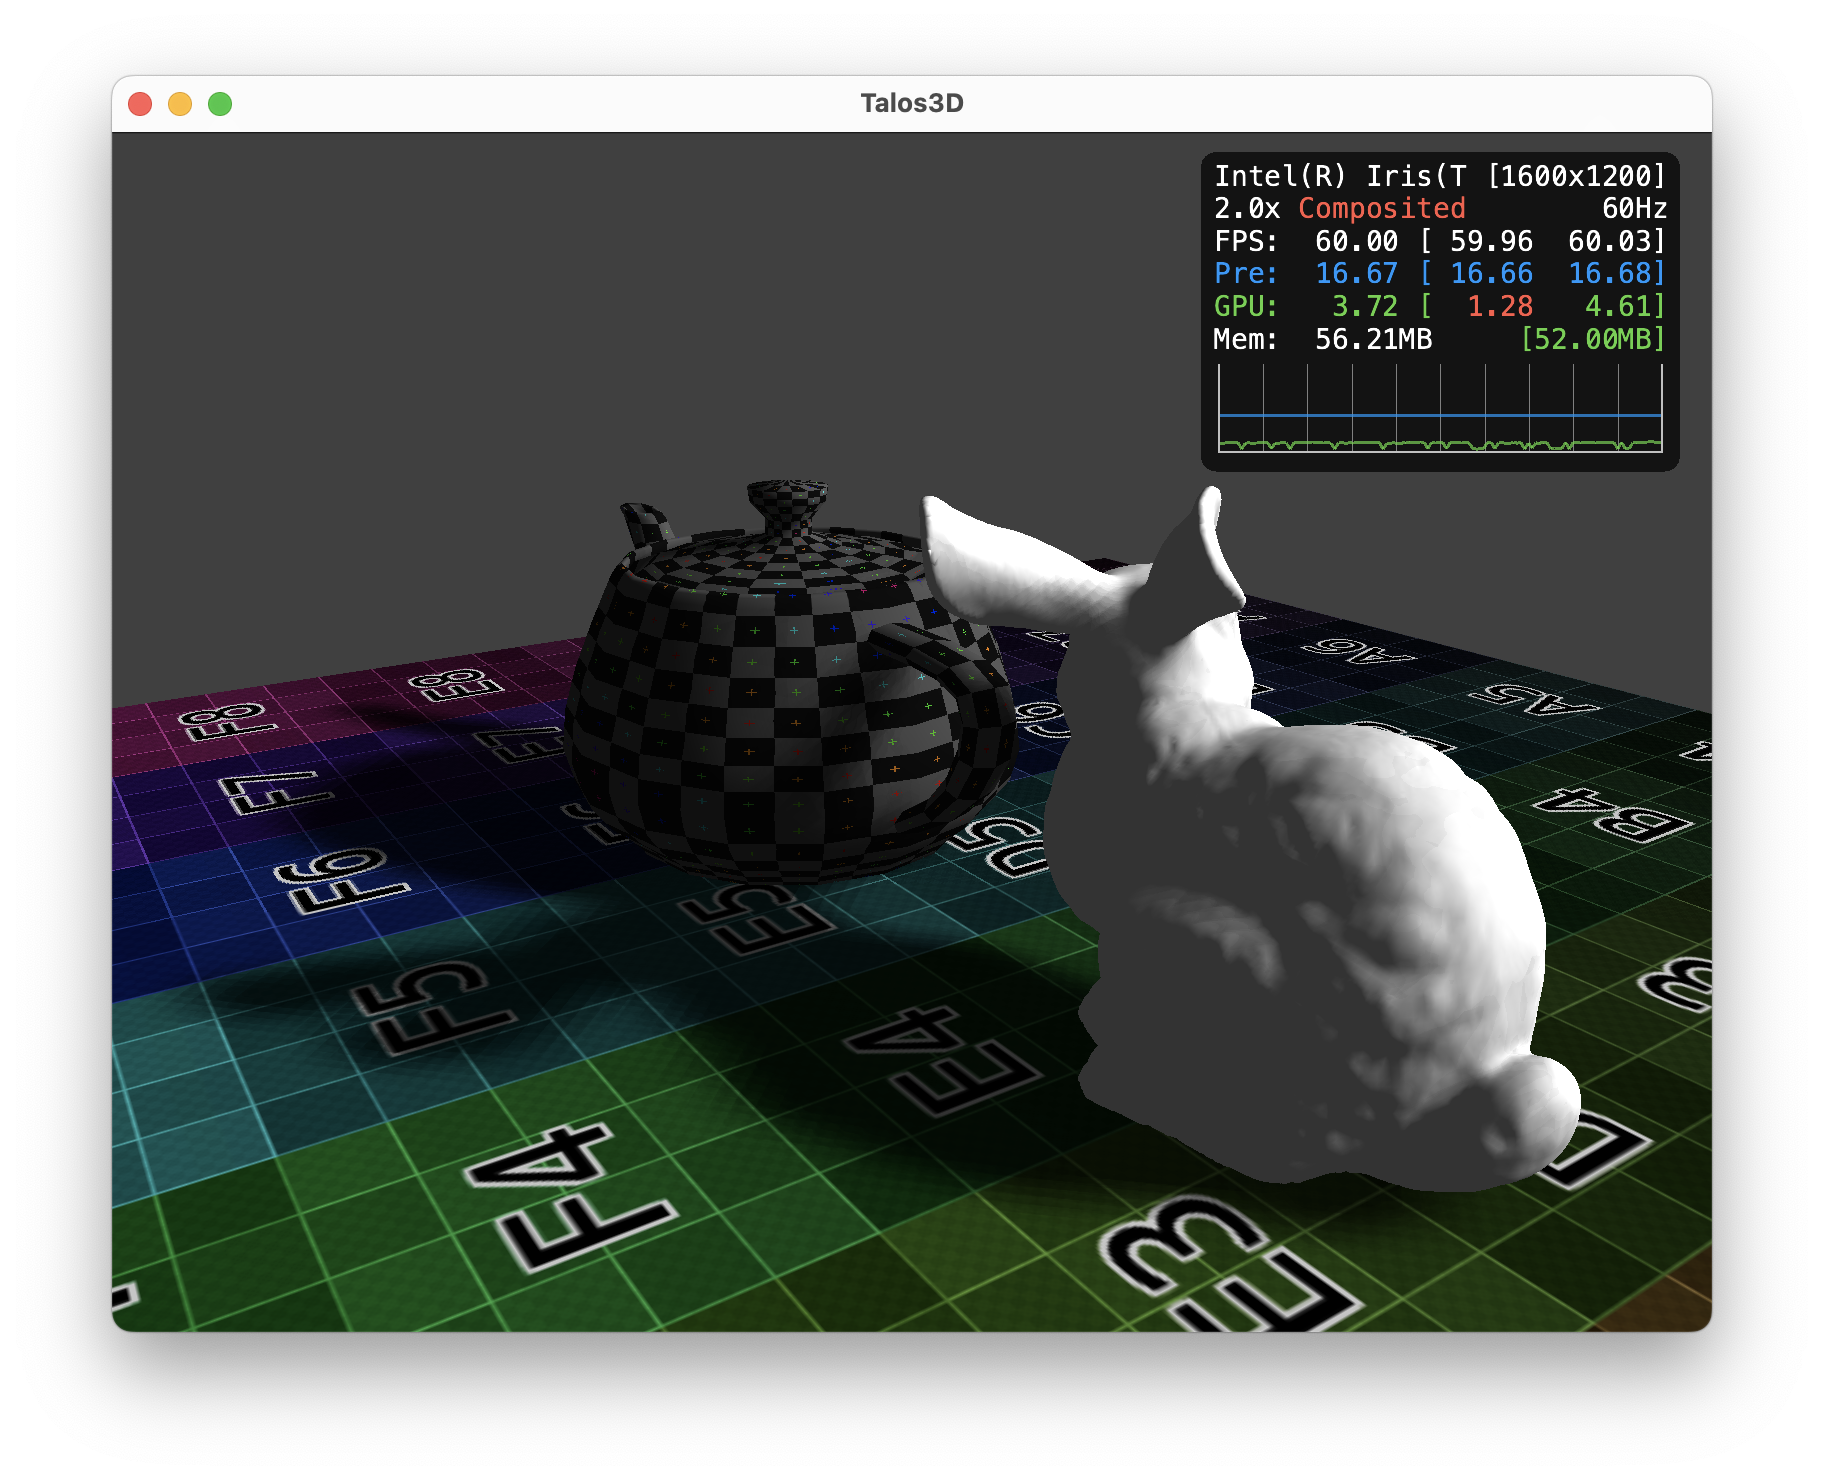 Talos3D
Intel(R) Iris(T [1600x1200]
2.0x Composited 60Hz
FPS: 60.00 [ 59.96 60.03]
Pre: 16.67 [ 16.66 16.68]
GPU: 3.72 [ 1.28 4.61]
Mem: 56.21MB [52.00MB]
F8
E8
A6
A5
F7
E7
B4
F6
D5
E5
F5
E4
F4
E3